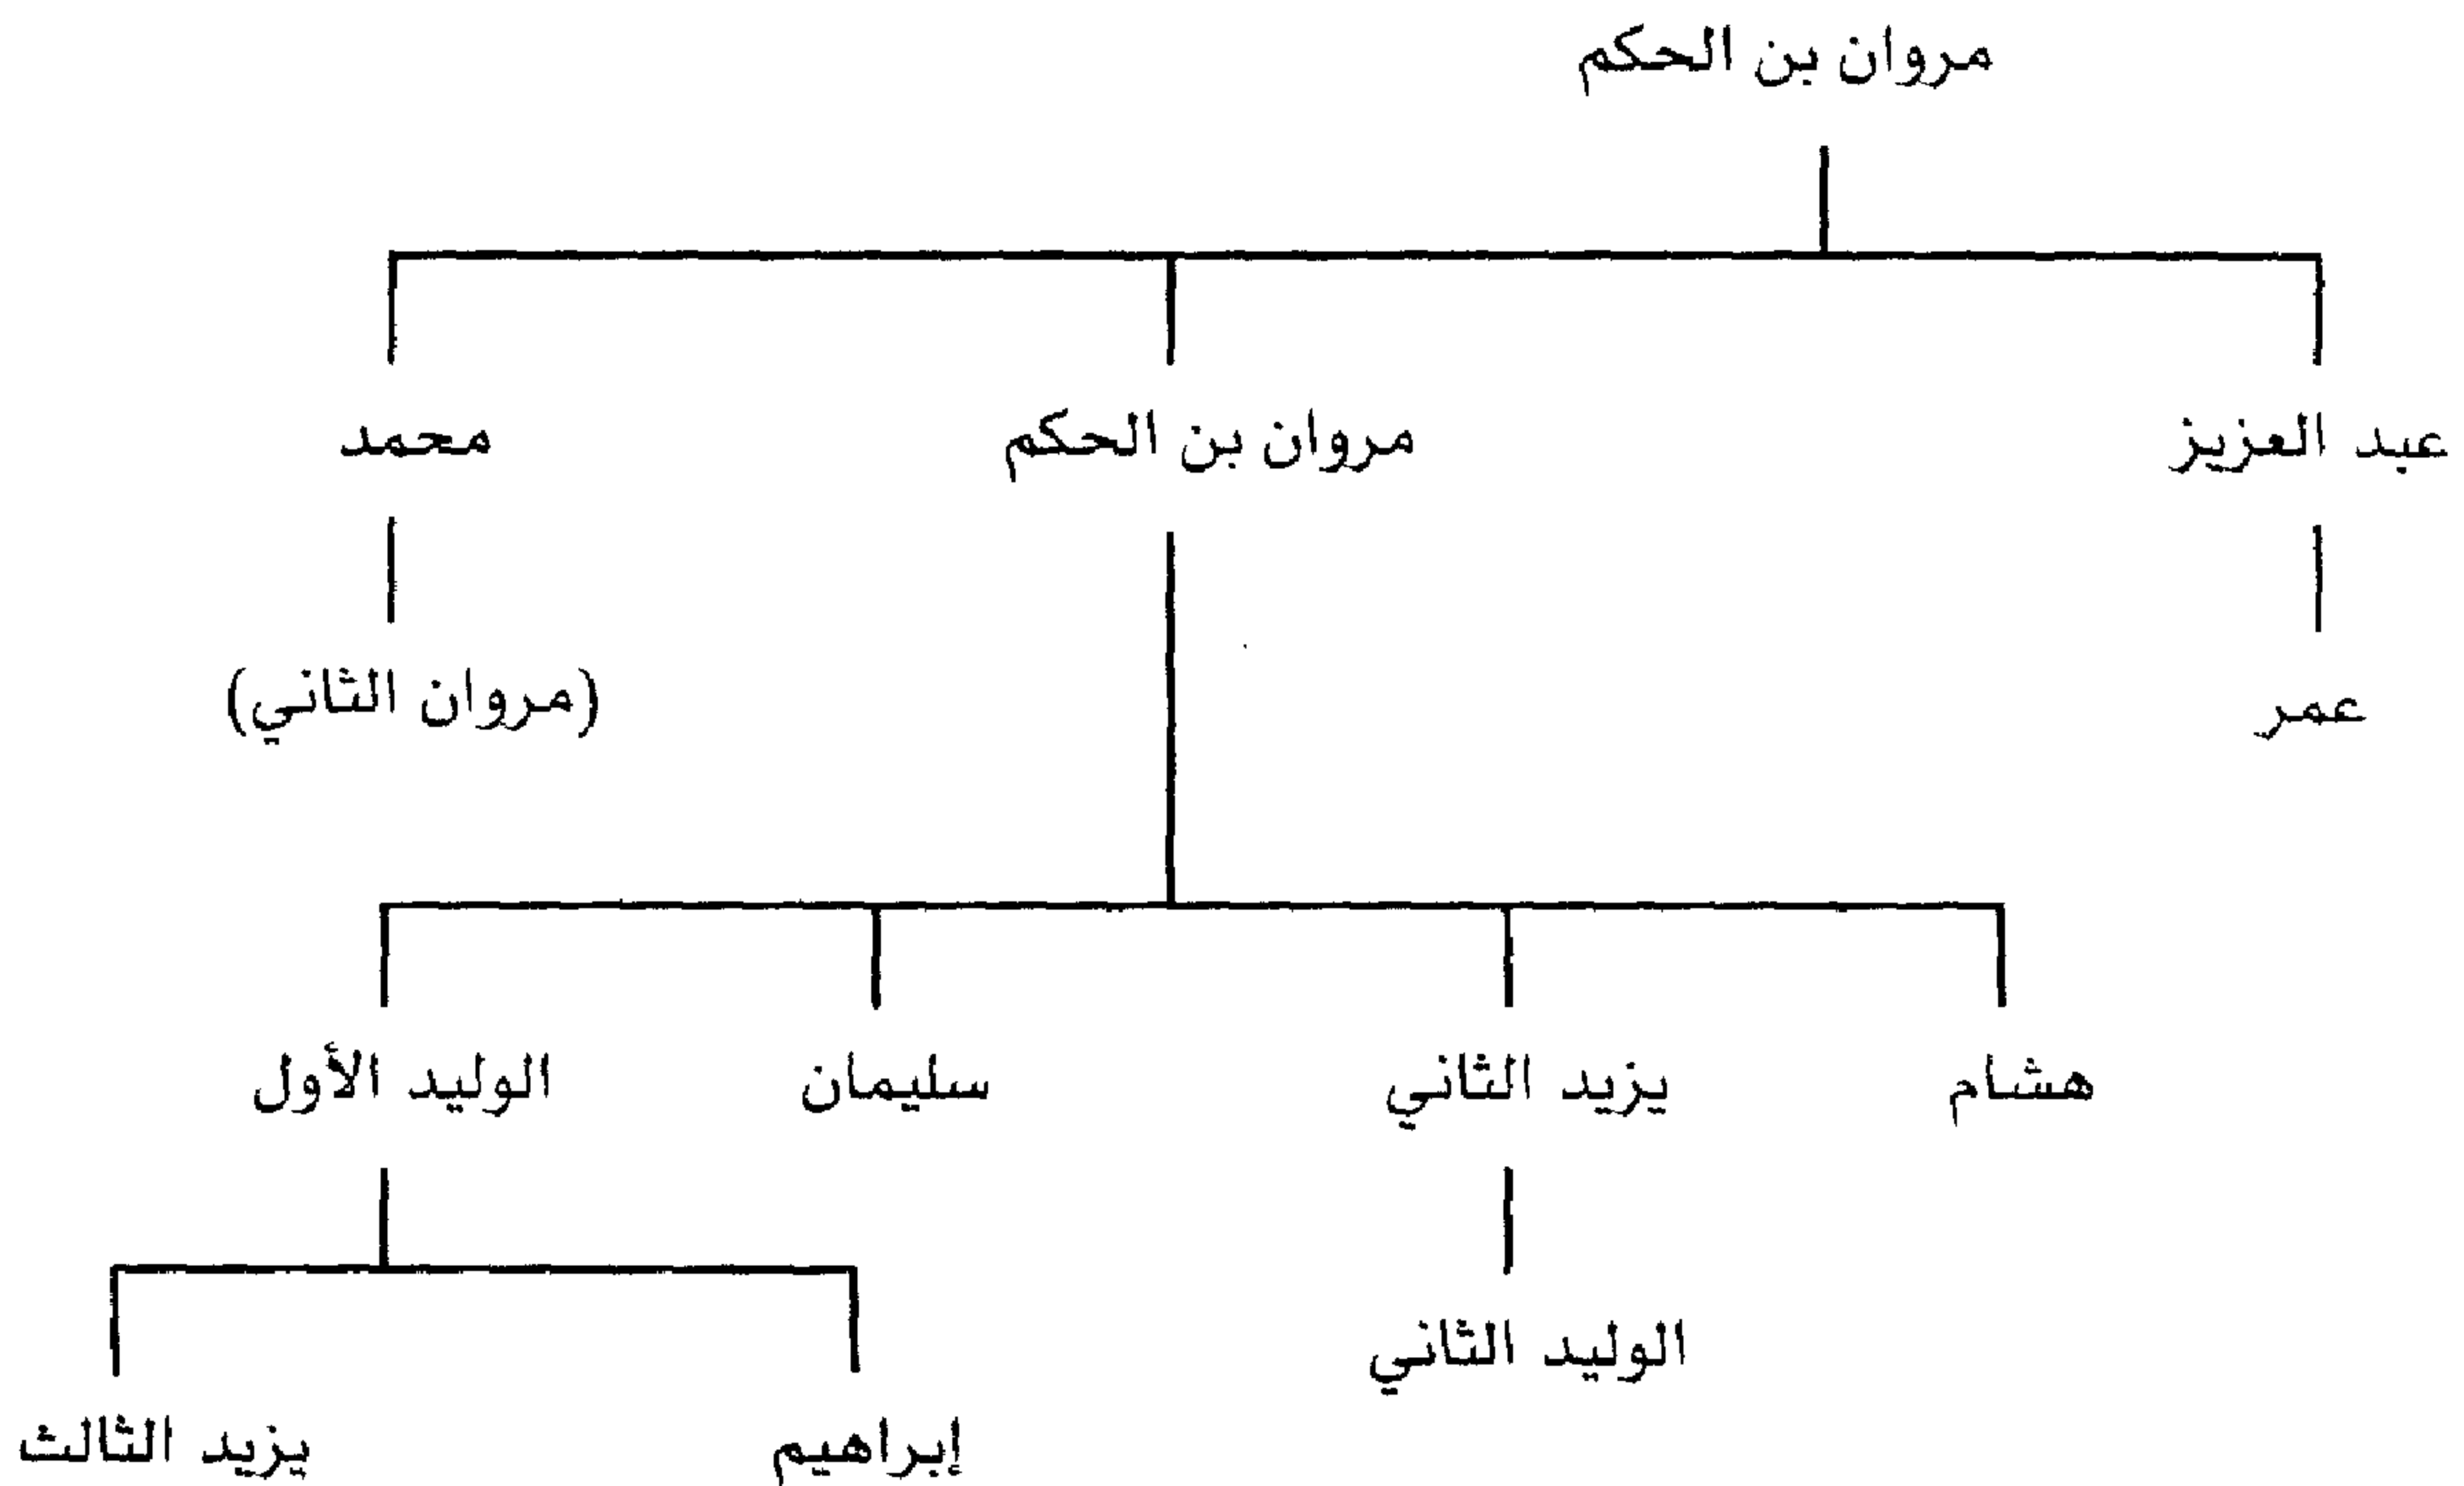 مروان بن الحكم
عبد العزيز
مروان بن الحكم
محمد
عمر
(مروان الثاني)
هشام
يزيد الثاني
سليمان
الوليد الأول
الوليد الثاني
إبراهيم
يزيد الثالث